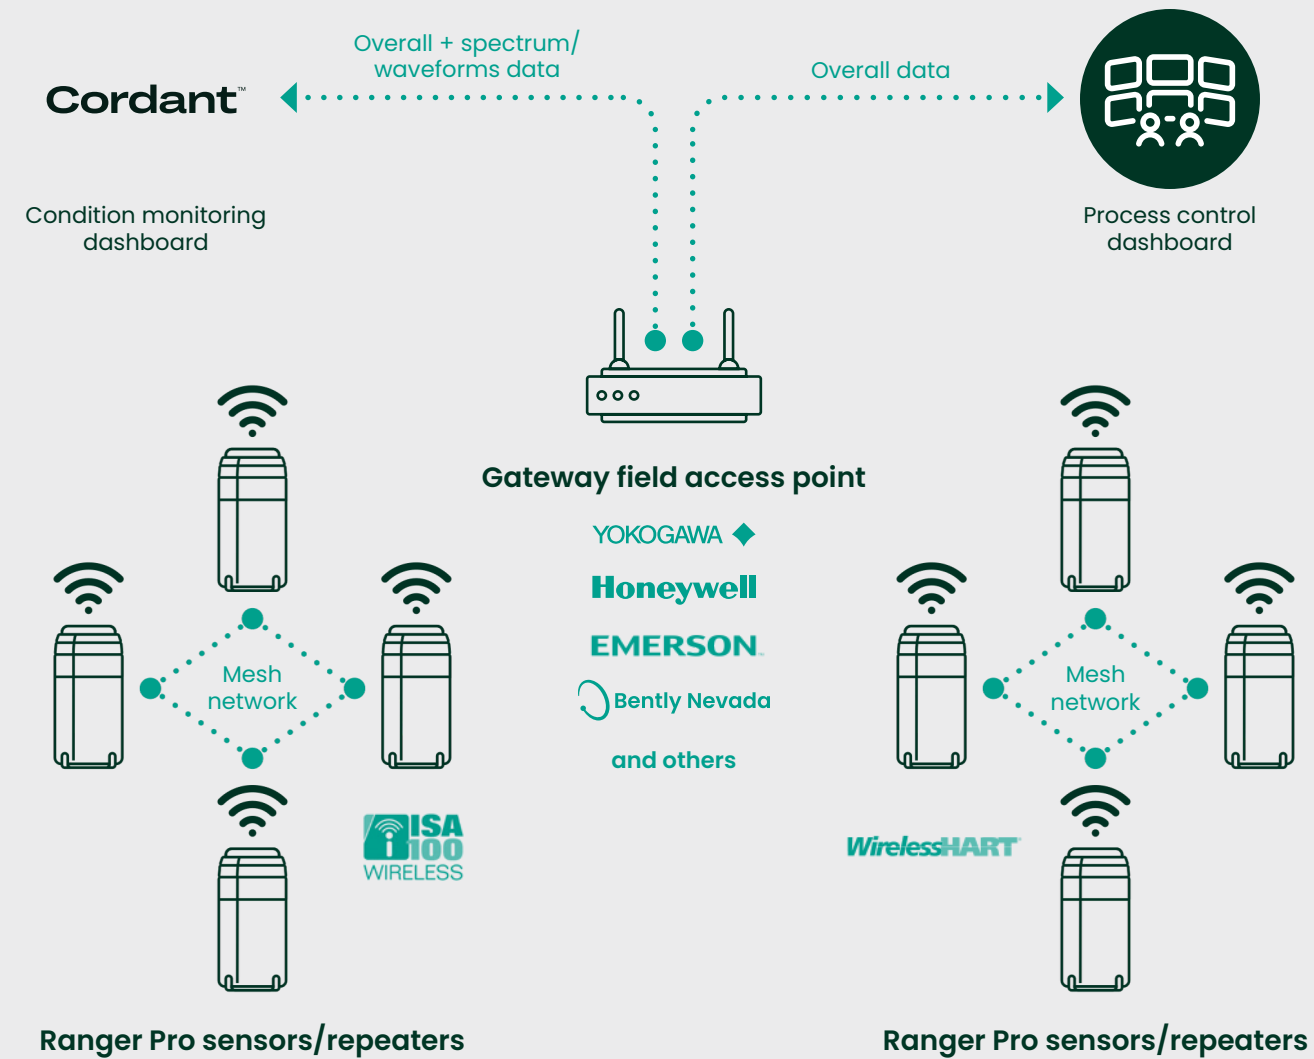 Overall + spectrum/
waveforms data
Overall data
Cordant™
Condition monitoring
dashboard
Process control
dashboard
Gateway field access point
YOKOGAWA
Honeywell
EMERSON™
Bently Nevada
and others
Mesh
network
Mesh
network
ISA
100
WIRELESS
WirelessHART
Ranger Pro sensors/repeaters
Ranger Pro sensors/repeaters